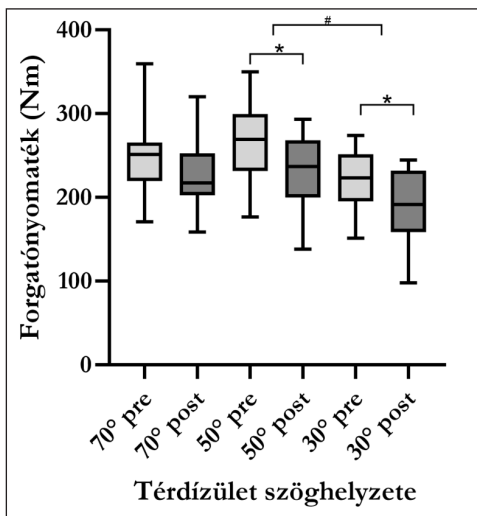 Forgatónyomaték (Nm)
400
300
200
100
0
#
*
*
70° pre
70° post
50° pre
50° post
30° pre
30° post
Térdízület szöghelyzete